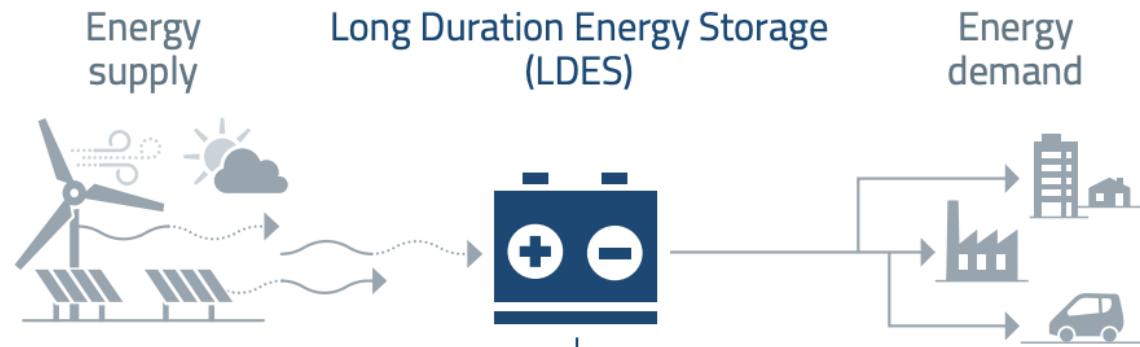 Energy
supply
Long Duration Energy Storage
(LDES)
Energy
demand